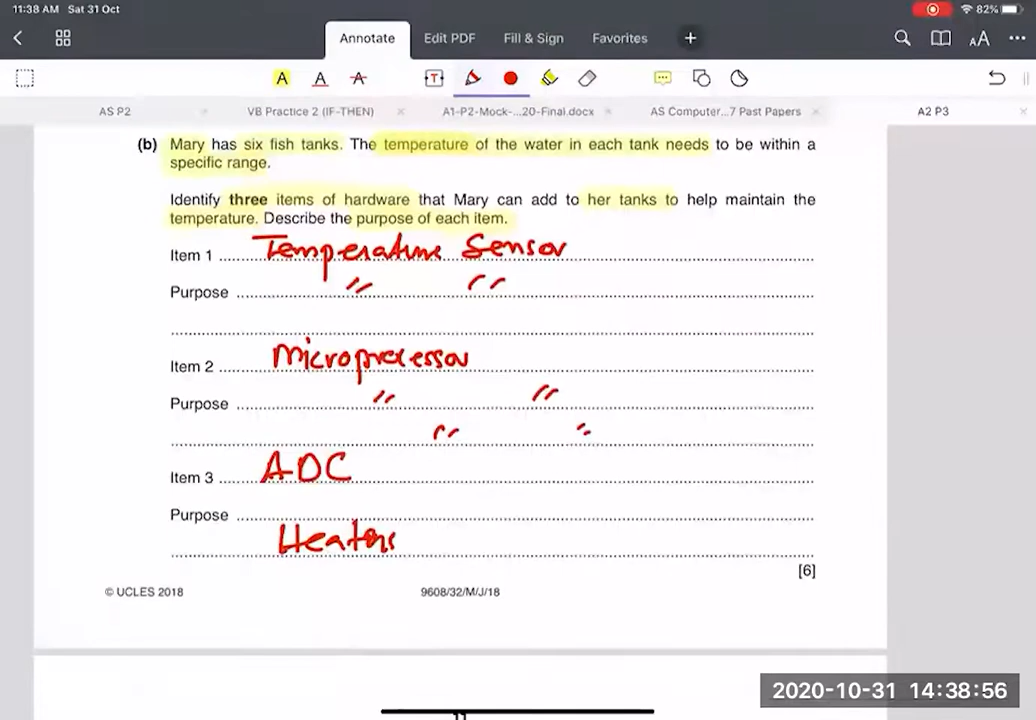 11:38 AM Sat 31 Oct 82%
Annotate Edit PDF Fill & Sign Favorites +
AA
A A A T
AS P2 × VB Practice 2 (IF-THEN) × A1-P2-Mock-...20-Final.docx × AS Computer...7 Past Papers × A2 P3 ×
(b) Mary has six fish tanks. The temperature of the water in each tank needs to be within a
specific range.
Identify three items of hardware that Mary can add to her tanks to help maintain the
temperature. Describe the purpose of each item.
Item 1 Temperature Sensor
Purpose
Item 2 Microprocessor
Purpose
Item 3 ADC
Purpose
Heaters
[6]
© UCLES 2018 9608/32/M/J/18
11
2020-10-31 14:38:56